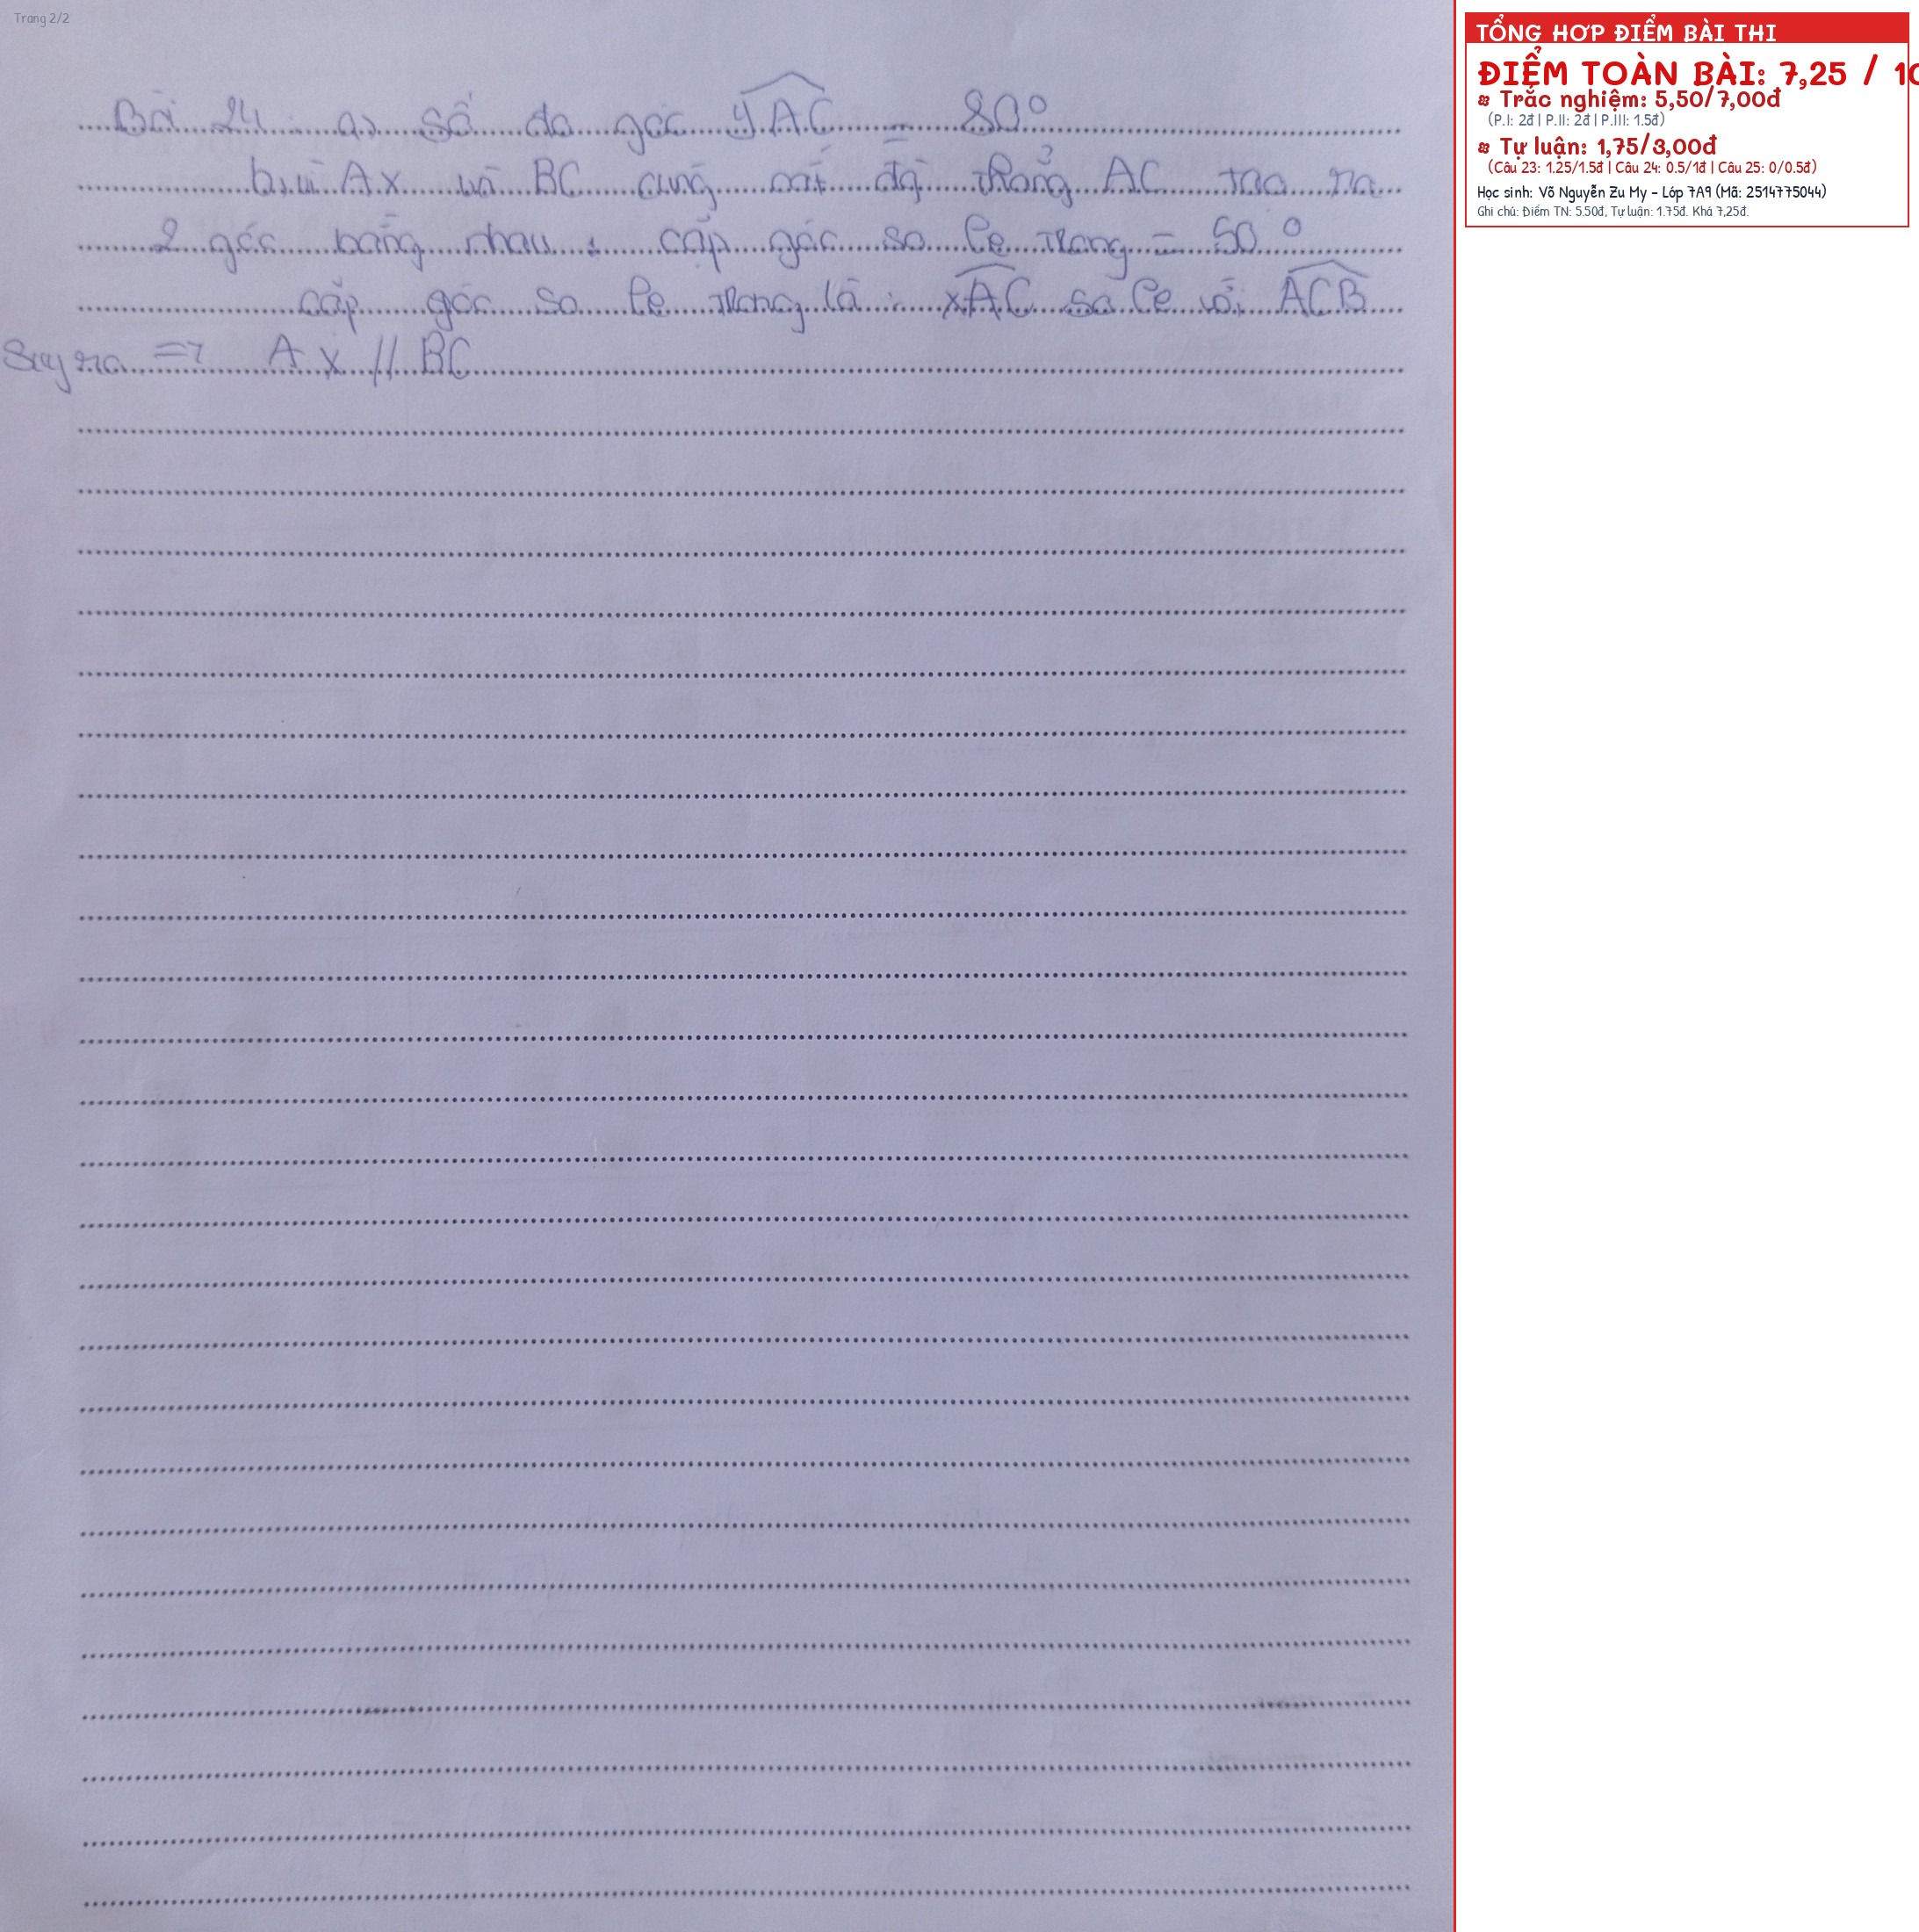 Trang 2/2
Bài 24 : a, số đo góc yAC = 80°
b, vì Ax và BC cùng cắt đg thẳng AC tạo ra
2 góc bằng nhau : cặp góc so le trong = 50°
cặp góc so le trong là : xAC so le với ACB
Suy ra => Ax // BC
TỔNG HƠP ĐIỂM BÀI THI
ĐIỂM TOÀN BÀI: 7,25 / 10
Trắc nghiệm: 5,50/7,00đ
(P.I: 2đ | P.II: 2đ | P.III: 1.5đ)
Tự luận: 1,75/3,00đ
(Câu 23: 1.25/1.5đ | Câu 24: 0.5/1đ | Câu 25: 0/0.5đ)
Học sinh: Võ Nguyễn Zu My - Lớp 7A9 (Mã: 2514775044)
Ghi chú: Điểm TN: 5.50đ, Tự luận: 1.75đ. Khá 7,25đ.